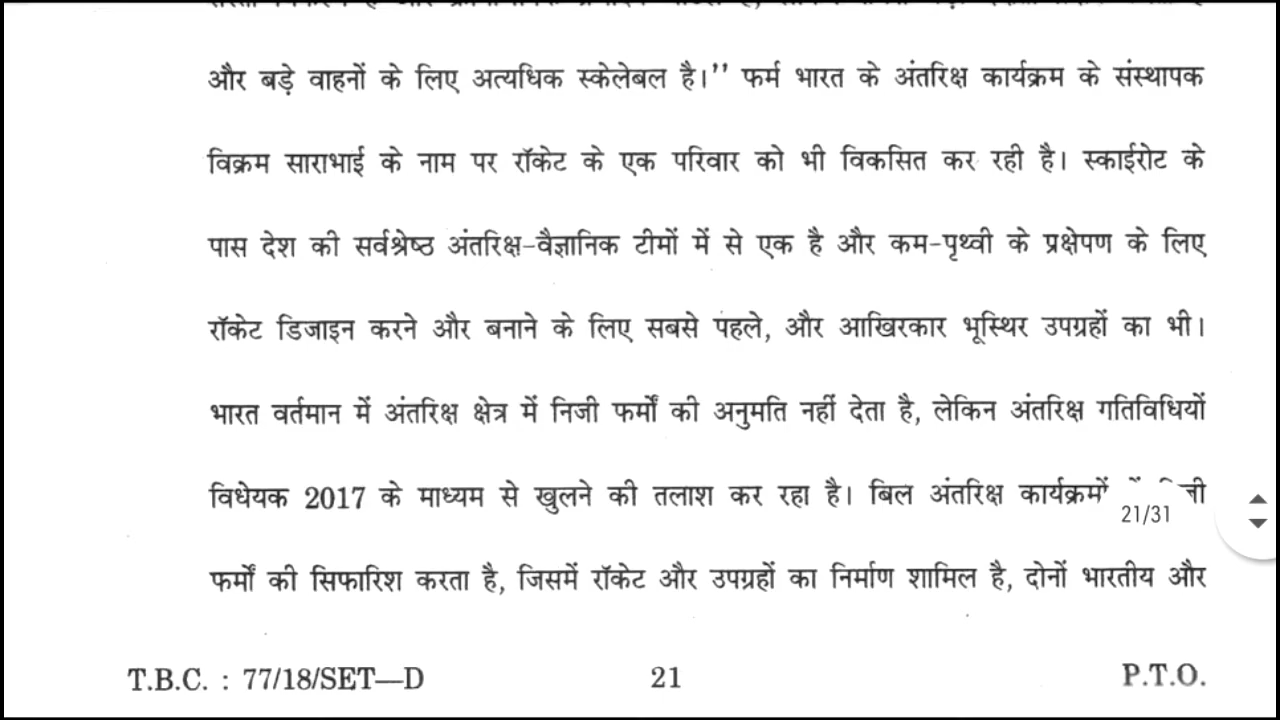 और बड़े वाहनों के लिए अत्यधिक स्केलेबल है।" फर्म भारत के अंतरिक्ष कार्यक्रम के संस्थापक
विक्रम साराभाई के नाम पर रॉकेट के एक परिवार को भी विकसित कर रही है। स्काईरोट के
पास देश की सर्वश्रेष्ठ अंतरिक्ष-वैज्ञानिक टीमों में से एक है और कम-पृथ्वी के प्रक्षेपण के लिए
रॉकेट डिजाइन करने और बनाने के लिए सबसे पहले, और आखिरकार भूस्थिर उपग्रहों का भी।
भारत वर्तमान में अंतरिक्ष क्षेत्र में निजी फर्मों की अनुमति नहीं देता है, लेकिन अंतरिक्ष गतिविधियों
विधेयक 2017 के माध्यम से खुलने की तलाश कर रहा है। बिल अंतरिक्ष कार्यक्रमों
21/31
फर्मों की सिफारिश करता है, जिसमें रॉकेट और उपग्रहों का निर्माण शामिल है, दोनों भारतीय और
T.B.C. : 77/18/SET—D 21 P.T.O.